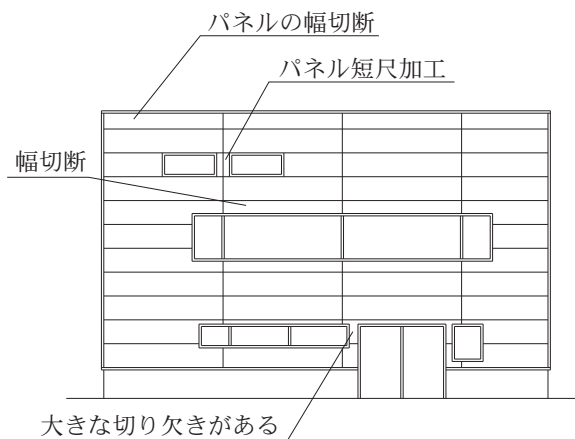 パネルの幅切断
パネル短尺加工
幅切断
大きな切り欠きがある